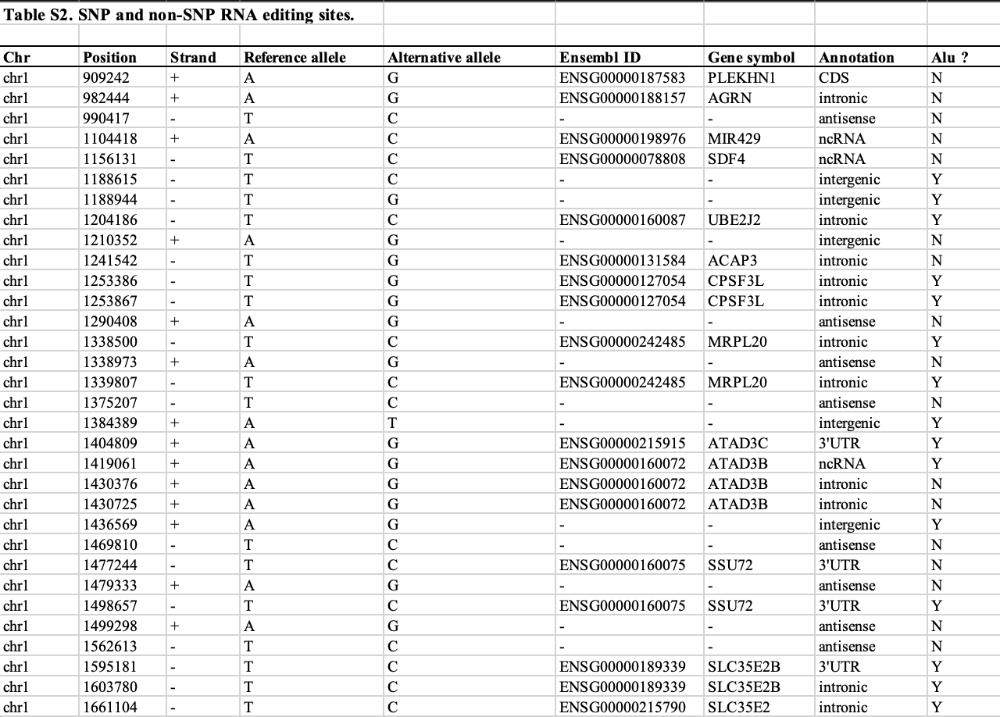 Table S2. SNP and non-SNP RNA editing sites.
Chr Position Strand Reference allele Alternative allele Ensembl ID Gene symbol Annotation Alu ?
chr1 909242 + A G ENSG00000187583 PLEKHN1 CDS N
chr1 982444 + A G ENSG00000188157 AGRN intronic N
chr1 990417 - T C - - antisense N
chr1 1104418 + A C ENSG00000198976 MIR429 ncRNA N
chr1 1156131 - T C ENSG00000078808 SDF4 ncRNA N
chr1 1188615 - T C - - intergenic Y
chr1 1188944 - T G - - intergenic Y
chr1 1204186 - T C ENSG00000160087 UBE2J2 intronic Y
chr1 1210352 + A G - - intergenic N
chr1 1241542 - T G ENSG00000131584 ACAP3 intronic N
chr1 1253386 - T G ENSG00000127054 CPSF3L intronic Y
chr1 1253867 - T G ENSG00000127054 CPSF3L intronic Y
chr1 1290408 + A G - - antisense N
chr1 1338500 - T C ENSG00000242485 MRPL20 intronic Y
chr1 1338973 + A G - - antisense N
chr1 1339807 - T C ENSG00000242485 MRPL20 intronic Y
chr1 1375207 - T C - - antisense N
chr1 1384389 + A T - - intergenic Y
chr1 1404809 + A G ENSG00000215915 ATAD3C 3'UTR Y
chr1 1419061 + A G ENSG00000160072 ATAD3B ncRNA Y
chr1 1430376 + A G ENSG00000160072 ATAD3B intronic N
chr1 1430725 + A G ENSG00000160072 ATAD3B intronic N
chr1 1436569 + A G - - intergenic Y
chr1 1469810 - T C - - antisense N
chr1 1477244 - T C ENSG00000160075 SSU72 3'UTR N
chr1 1479333 + A G - - antisense N
chr1 1498657 - T C ENSG00000160075 SSU72 3'UTR Y
chr1 1499298 + A G - - antisense N
chr1 1562613 - T C - - antisense N
chr1 1595181 - T C ENSG00000189339 SLC35E2B 3'UTR Y
chr1 1603780 - T C ENSG00000189339 SLC35E2B intronic Y
chr1 1661104 - T C ENSG00000215790 SLC35E2 intronic Y